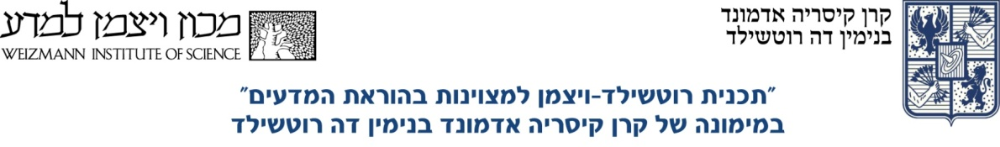 מכון ויצמן למדע
WEIZMANN INSTITUTE OF SCIENCE
קרן קיסריה אדמונד
בנימין דה רוטשילד
״תכנית רוטשילד-ויצמן למצוינות בהוראת המדעים״
במימונה של קרן קיסריה אדמונד בנימין דה רוטשילד